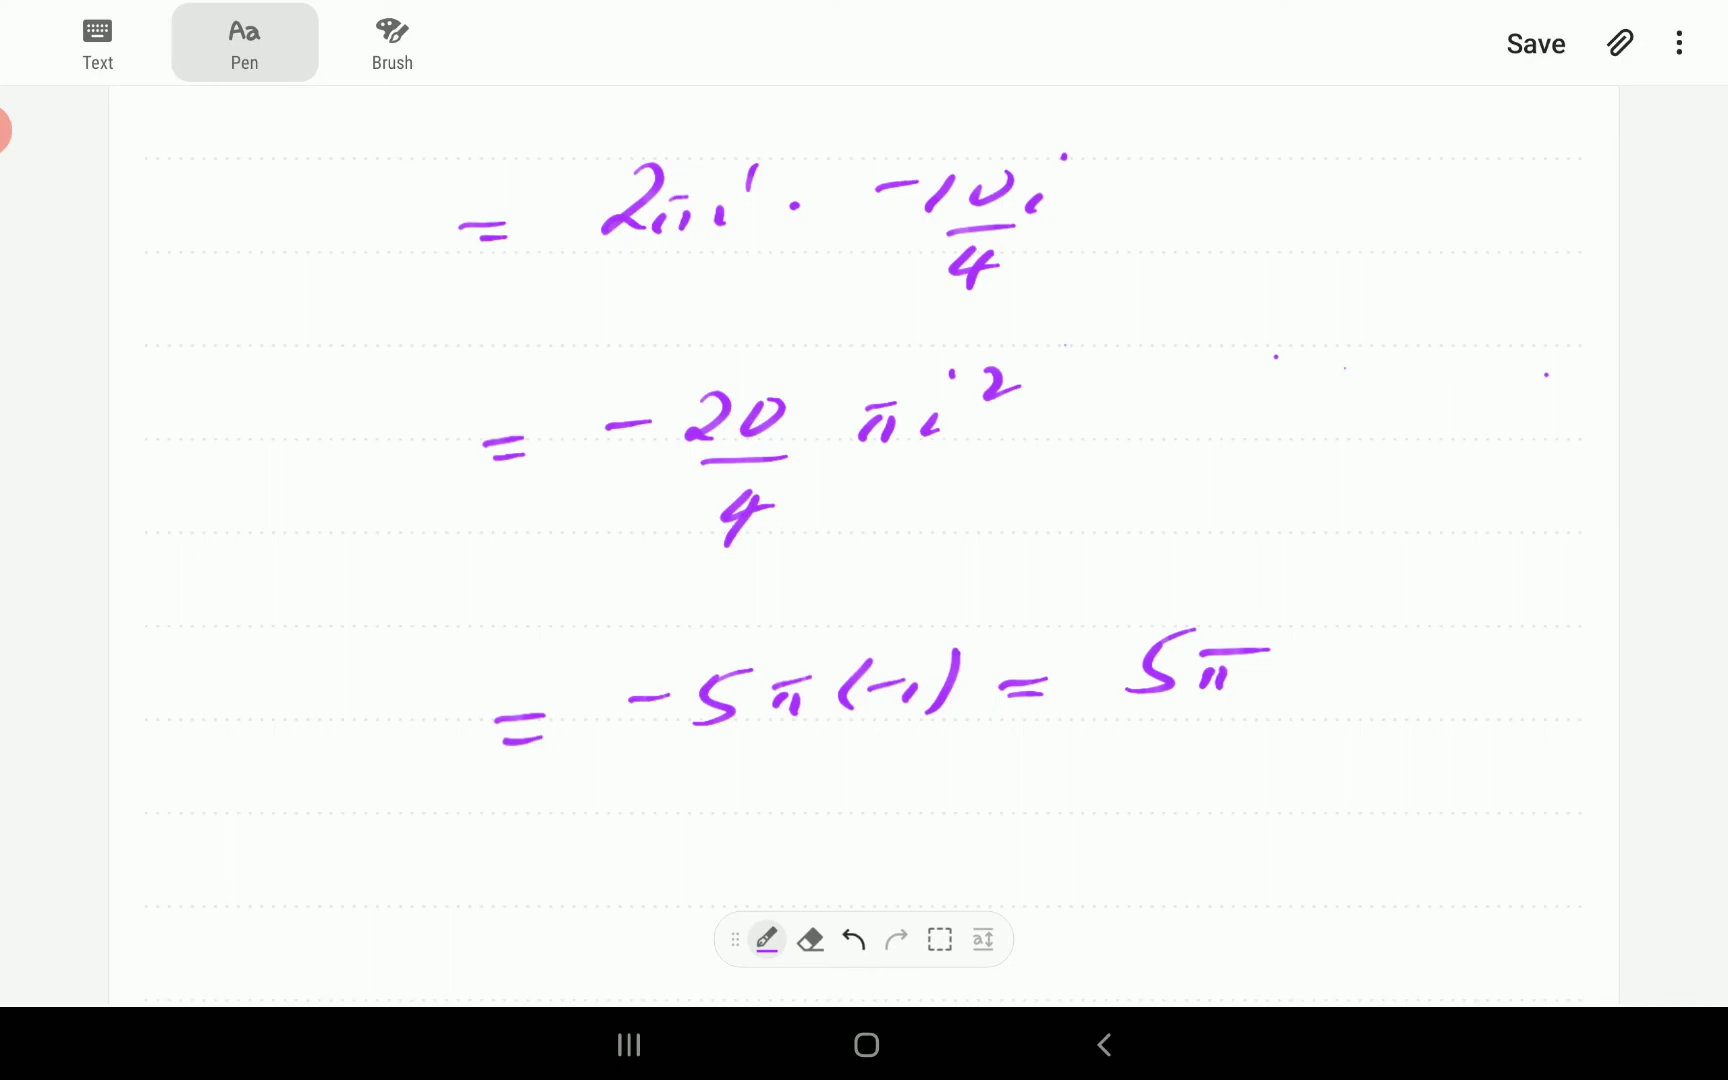 Text Pen Brush Save
= 2πi · -10i/4
= - 20/4 πi²
= - 5π(-1) = 5π